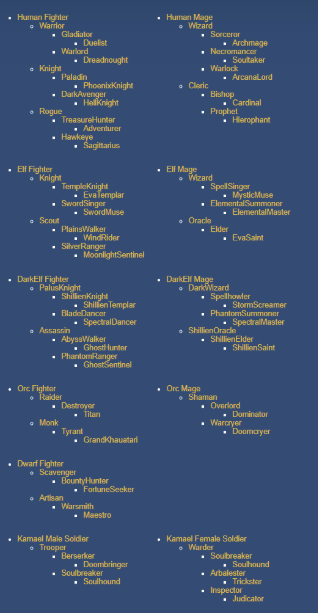 Human Fighter
Warrior
Gladiator
Duelist
Warlord
Dreadnought
Knight
Paladin
PhoenixKnight
DarkAvenger
HellKnight
Rogue
TreasureHunter
Adventurer
Hawkeye
Sagittarius
Human Mage
Wizard
Sorceror
Archmage
Necromancer
Soultaker
Warlock
ArcanaLord
Cleric
Bishop
Cardinal
Prophet
Hierophant
Elf Fighter
Knight
TempleKnight
EvaTemplar
SwordSinger
SwordMuse
Scout
PlainsWalker
WindRider
SilverRanger
MoonlightSentinel
Elf Mage
Wizard
SpellSinger
MysticMuse
ElementalSummoner
ElementalMaster
Oracle
Elder
EvaSaint
DarkElf Fighter
PalusKnight
ShillienKnight
ShillienTemplar
BladeDancer
SpectralDancer
Assassin
AbyssWalker
GhostHunter
PhantomRanger
GhostSentinel
DarkElf Mage
DarkWizard
Spellhowler
StormScreamer
PhantomSummoner
SpectralMaster
ShillienOracle
ShillienElder
ShillienSaint
Orc Fighter
Raider
Destroyer
Titan
Monk
Tyrant
GrandKhauatari
Orc Mage
Shaman
Overlord
Dominator
Warcryer
Doomcryer
Dwarf Fighter
Scavenger
BountyHunter
FortuneSeeker
Artisan
Warsmith
Maestro
Kamael Male Soldier
Trooper
Berserker
Doombringer
Soulbreaker
Soulhound
Kamael Female Soldier
Warder
Soulbreaker
Soulhound
Arbalester
Trickster
Inspector
Judicator